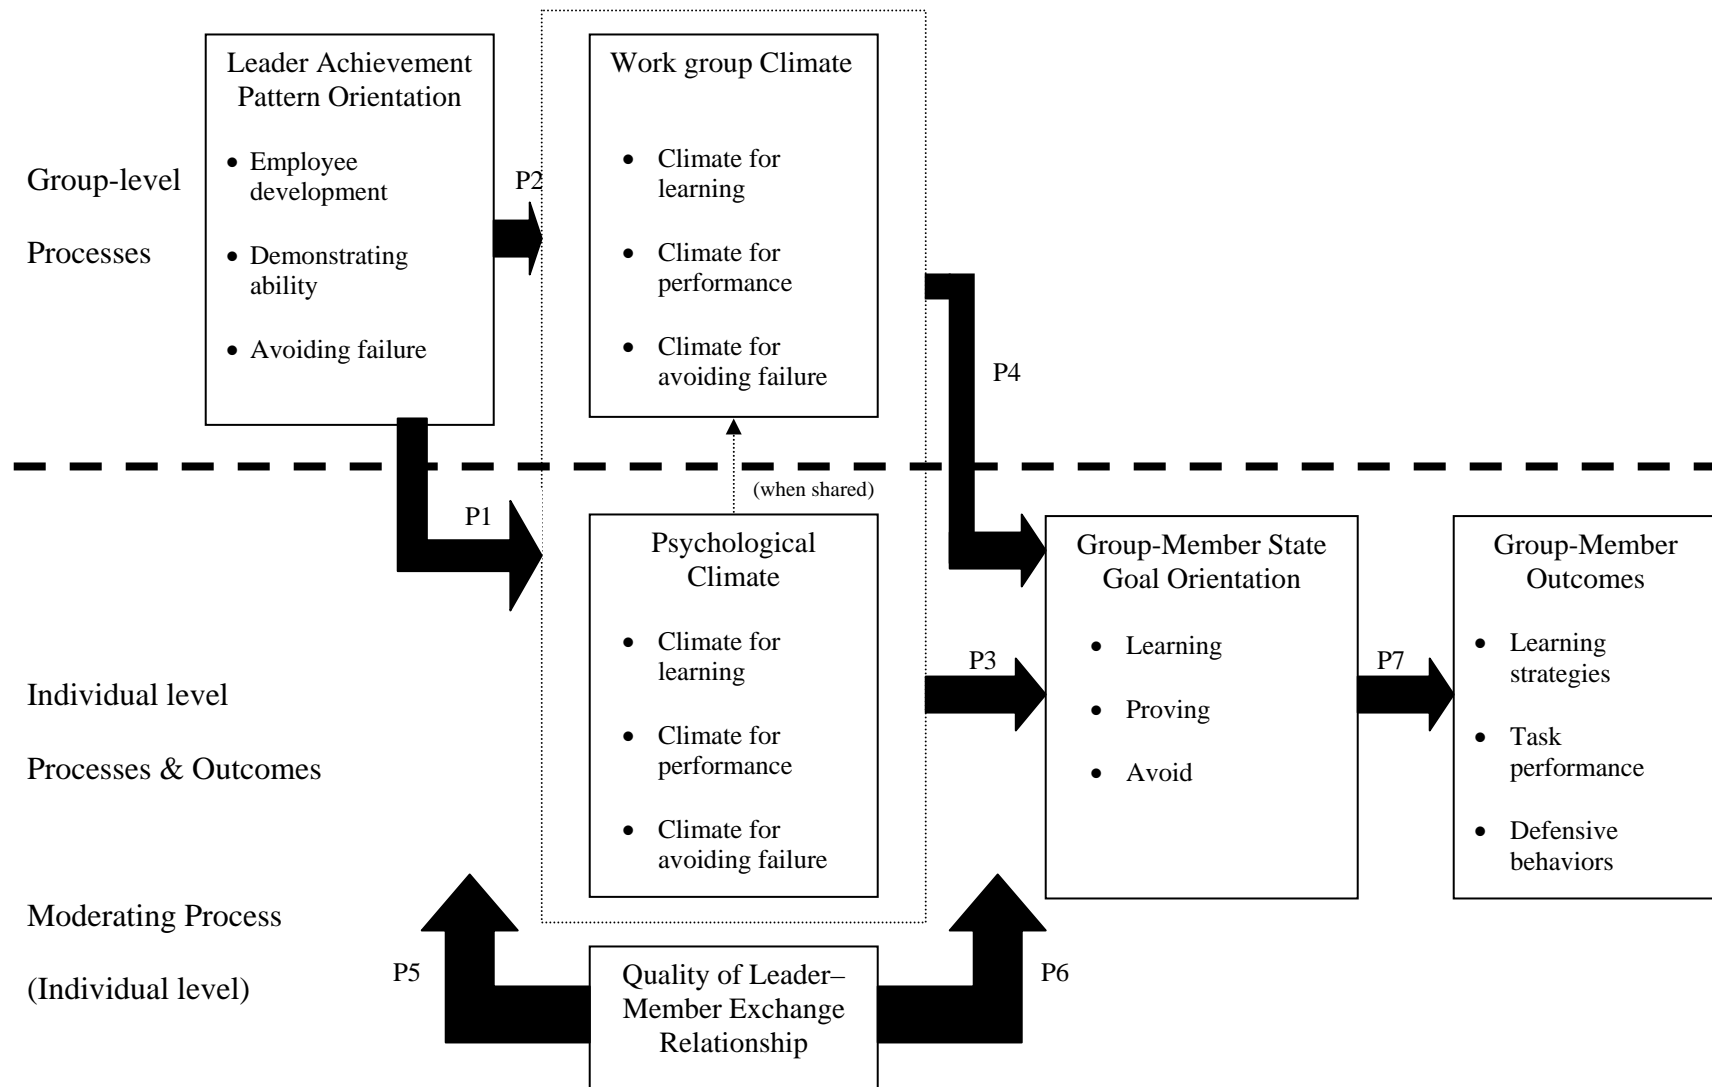 Leader Achievement
Pattern Orientation
• Employee
development
• Demonstrating
ability
• Avoiding failure
Work group Climate
• Climate for
learning
• Climate for
performance
• Climate for
avoiding failure
Group-level
Processes
P2
P4
(when shared)
P1
Psychological
Climate
• Climate for
learning
• Climate for
performance
• Climate for
avoiding failure
P3
Group-Member State
Goal Orientation
• Learning
• Proving
• Avoid
P7
Group-Member
Outcomes
• Learning
strategies
• Task
performance
• Defensive
behaviors
Individual level
Processes & Outcomes
Moderating Process
(Individual level)
P5
Quality of Leader–
Member Exchange
Relationship
P6